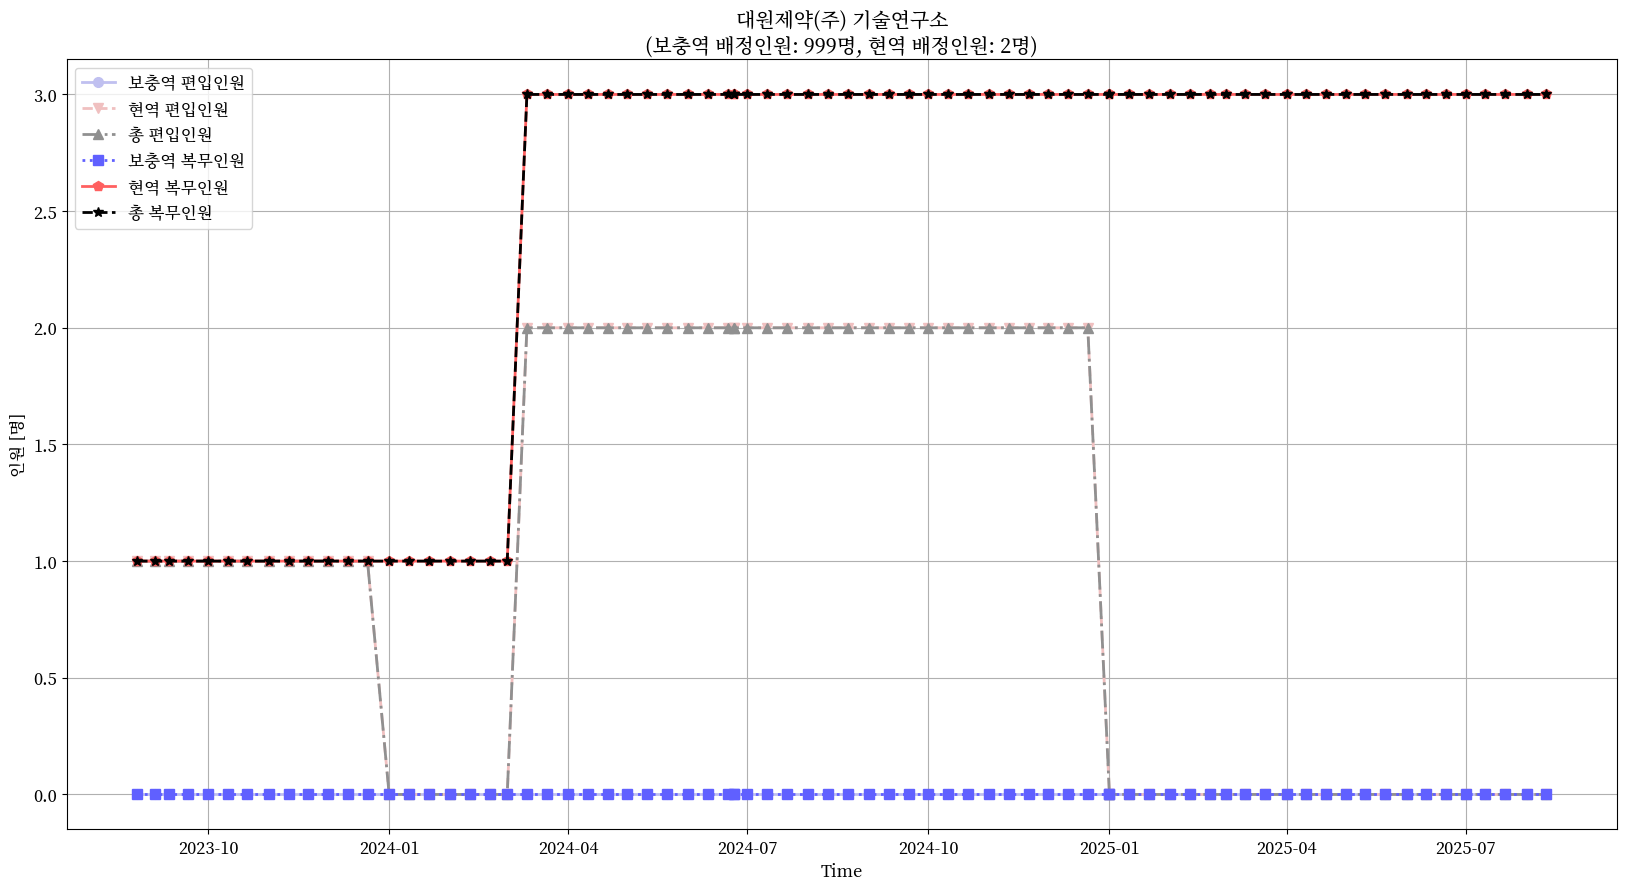 대원제약(주) 기술연구소
(보충역 배정인원: 999명, 현역 배정인원: 2명)
보충역 편입인원
현역 편입인원
총 편입인원
보충역 복무인원
현역 복무인원
총 복무인원
3.0
2.5
2.0
1.5
1.0
0.5
0.0
인원 [명]
2023-10
2024-01
2024-04
2024-07
2024-10
2025-01
2025-04
2025-07
Time